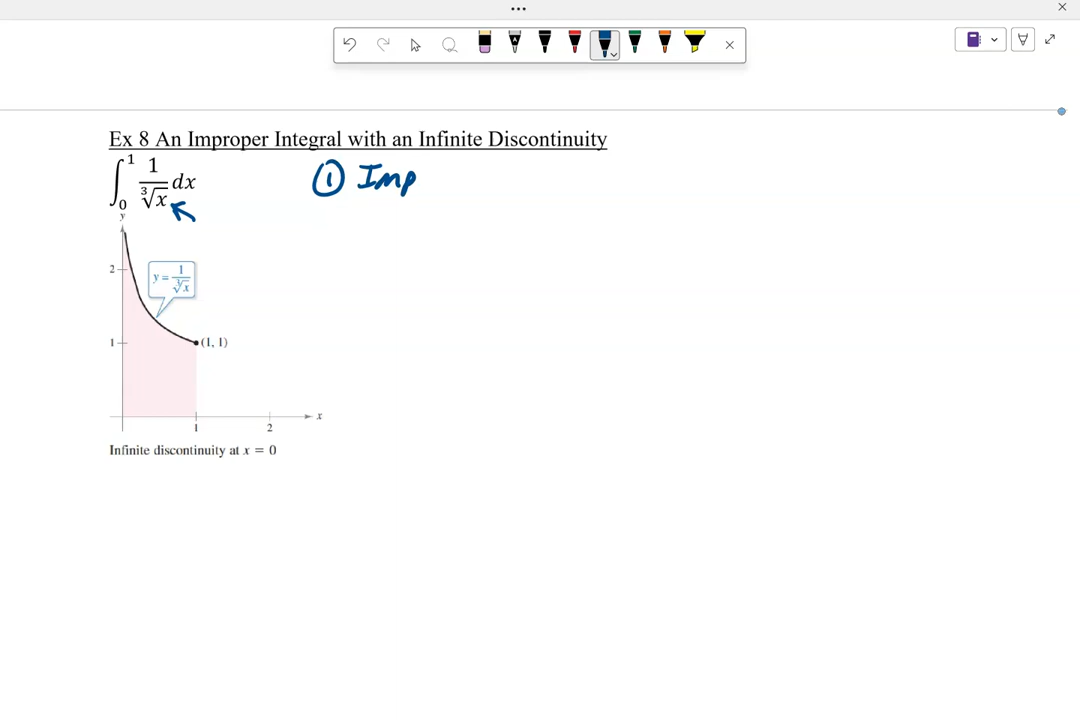 Ex 8 An Improper Integral with an Infinite Discontinuity
∫₀¹ 1/∛x dx
① Imp
y
2
y = 1/∛x
1
(1, 1)
x
1 2
Infinite discontinuity at x = 0